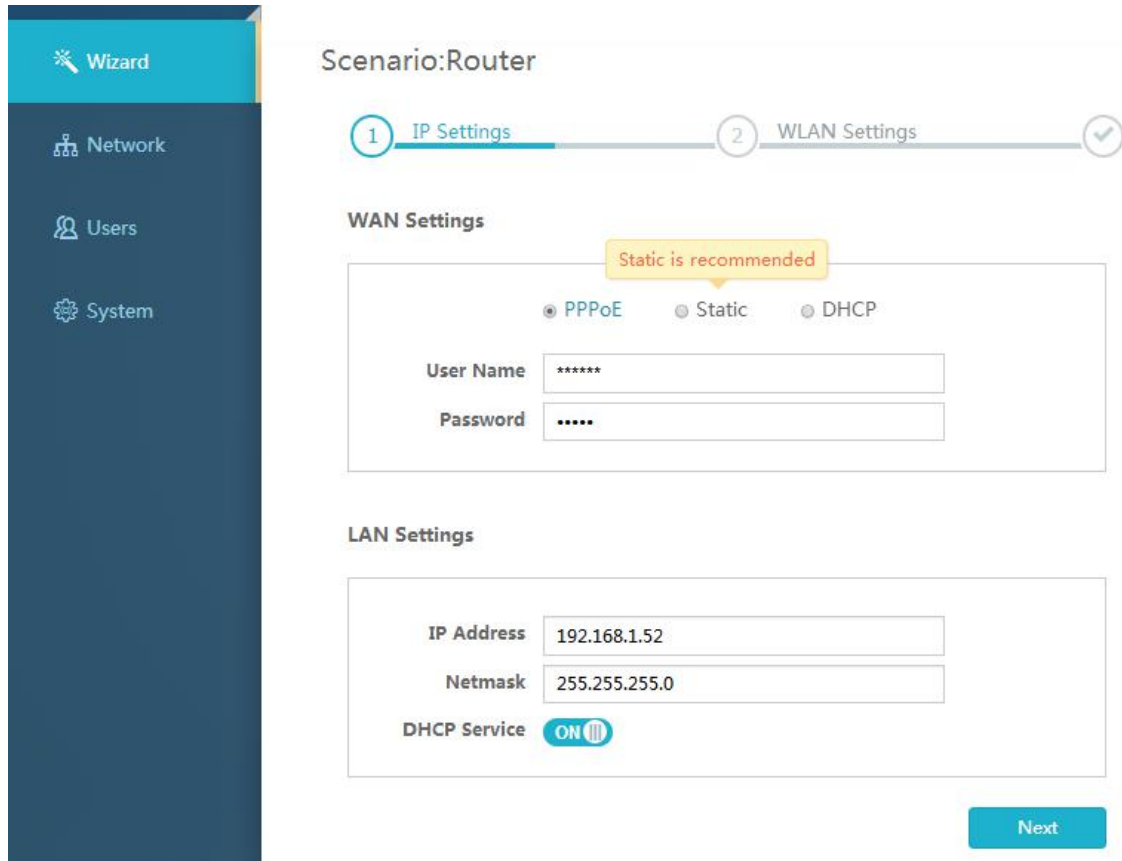 Wizard
Network
Users
System
Scenario:Router
1 IP Settings 2 WLAN Settings
WAN Settings
Static is recommended
PPPoE Static DHCP
User Name ******
Password •••••
LAN Settings
IP Address 192.168.1.52
Netmask 255.255.255.0
DHCP Service ON
Next